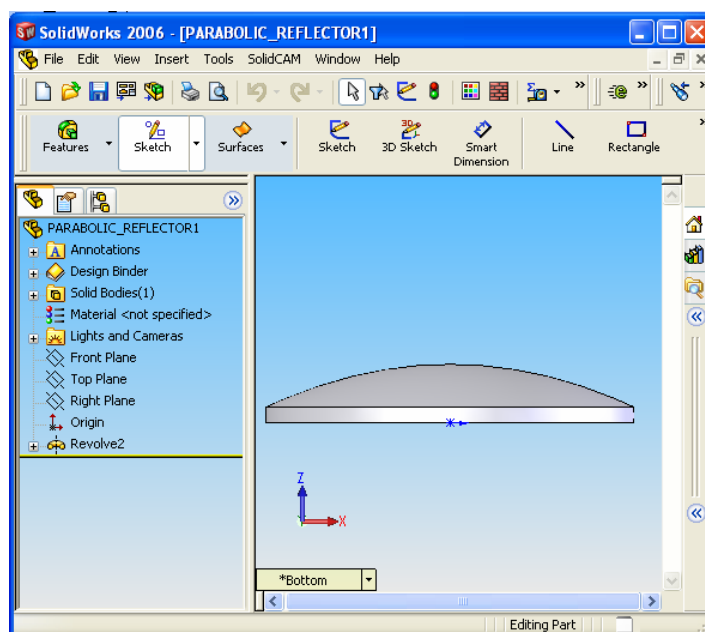 SolidWorks 2006 - [PARABOLIC_REFLECTOR1]
File Edit View Insert Tools SolidCAM Window Help
Features Sketch Surfaces Sketch 3D Sketch Smart Dimension Line Rectangle
PARABOLIC_REFLECTOR1
Annotations
Design Binder
Solid Bodies(1)
Material <not specified>
Lights and Cameras
Front Plane
Top Plane
Right Plane
Origin
Revolve2
Z
X
*Bottom
Editing Part